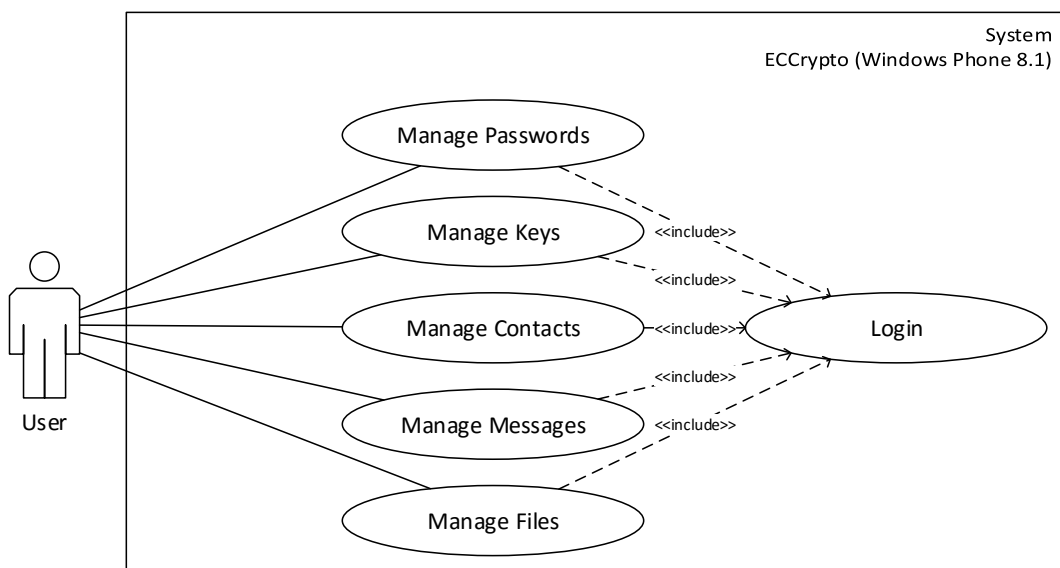 System
ECCrypto (Windows Phone 8.1)
Manage Passwords
<<include>>
Manage Keys
<<include>>
Manage Contacts
<<include>>
Login
<<include>>
Manage Messages
<<include>>
User
Manage Files